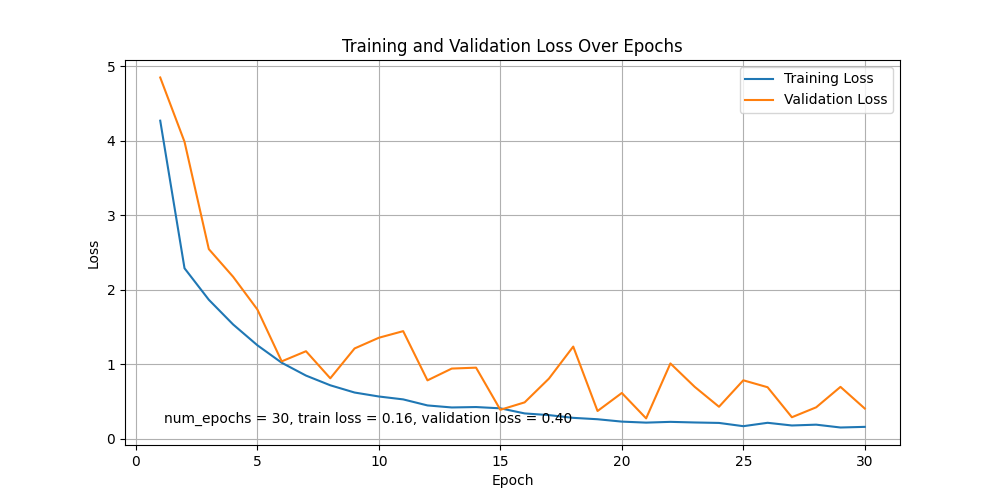 Training and Validation Loss Over Epochs
Training Loss
Validation Loss
5
4
3
2
1
0
Loss
num_epochs = 30, train loss = 0.16, validation loss = 0.40
0 5 10 15 20 25 30
Epoch